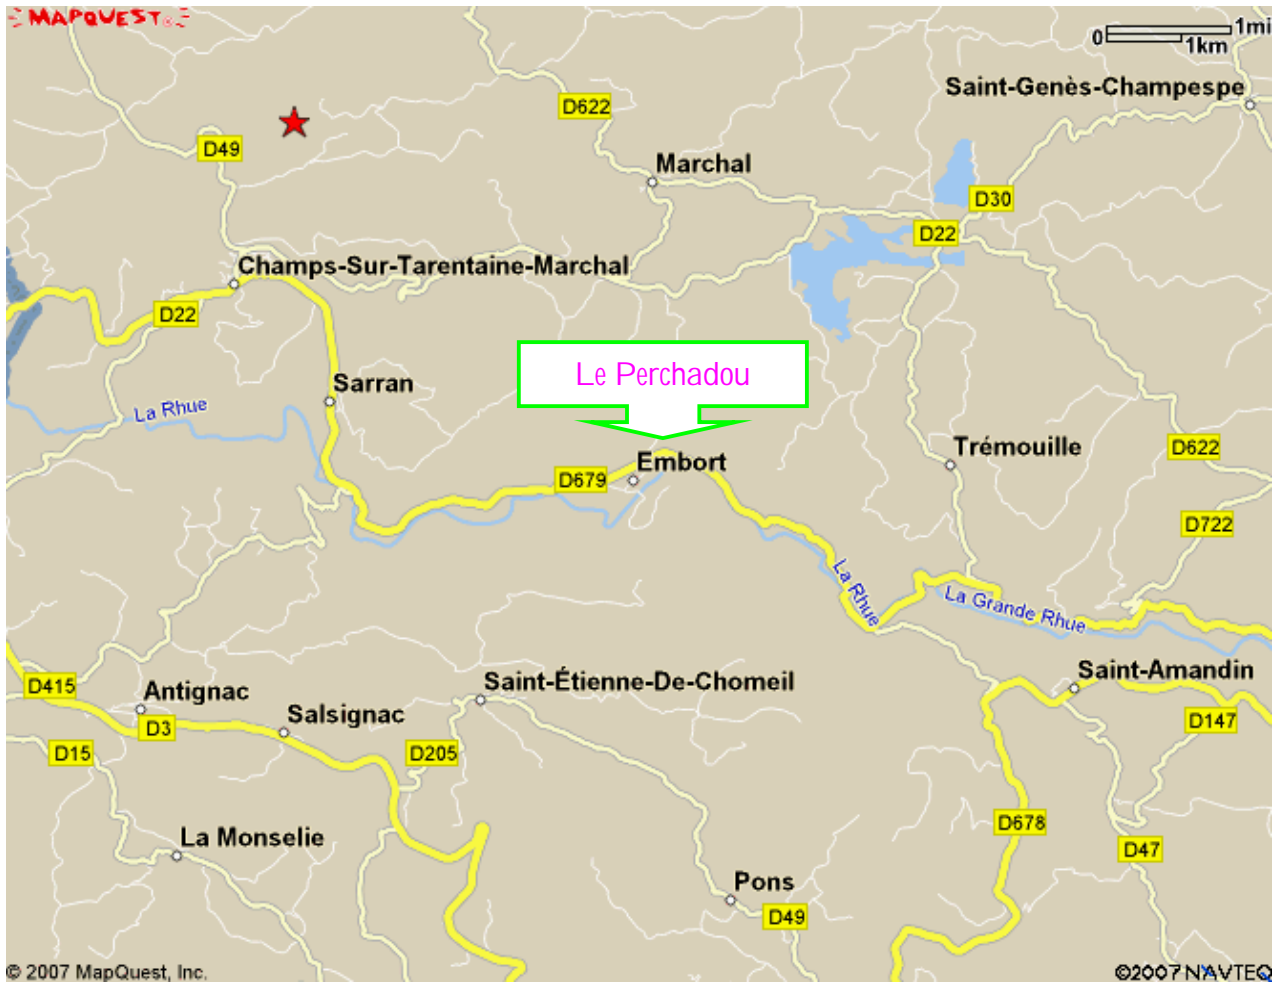 MAPQUEST®
0 1mi
1km
Saint-Genès-Champespe
D622
D49
Marchal
D30
D22
Champs-Sur-Tarentaine-Marchal
D22
Le Perchadou
Sarran
La Rhue
Trémouille
D622
Embort
D679
D722
La Rhue
La Grande Rhue
Saint-Amandin
Saint-Étienne-De-Chomeil
D415
Antignac
Salsignac
D3
D147
D15
D205
D678
La Monselie
D47
Pons
D49
© 2007 MapQuest, Inc.
©2007 NAVTEQ